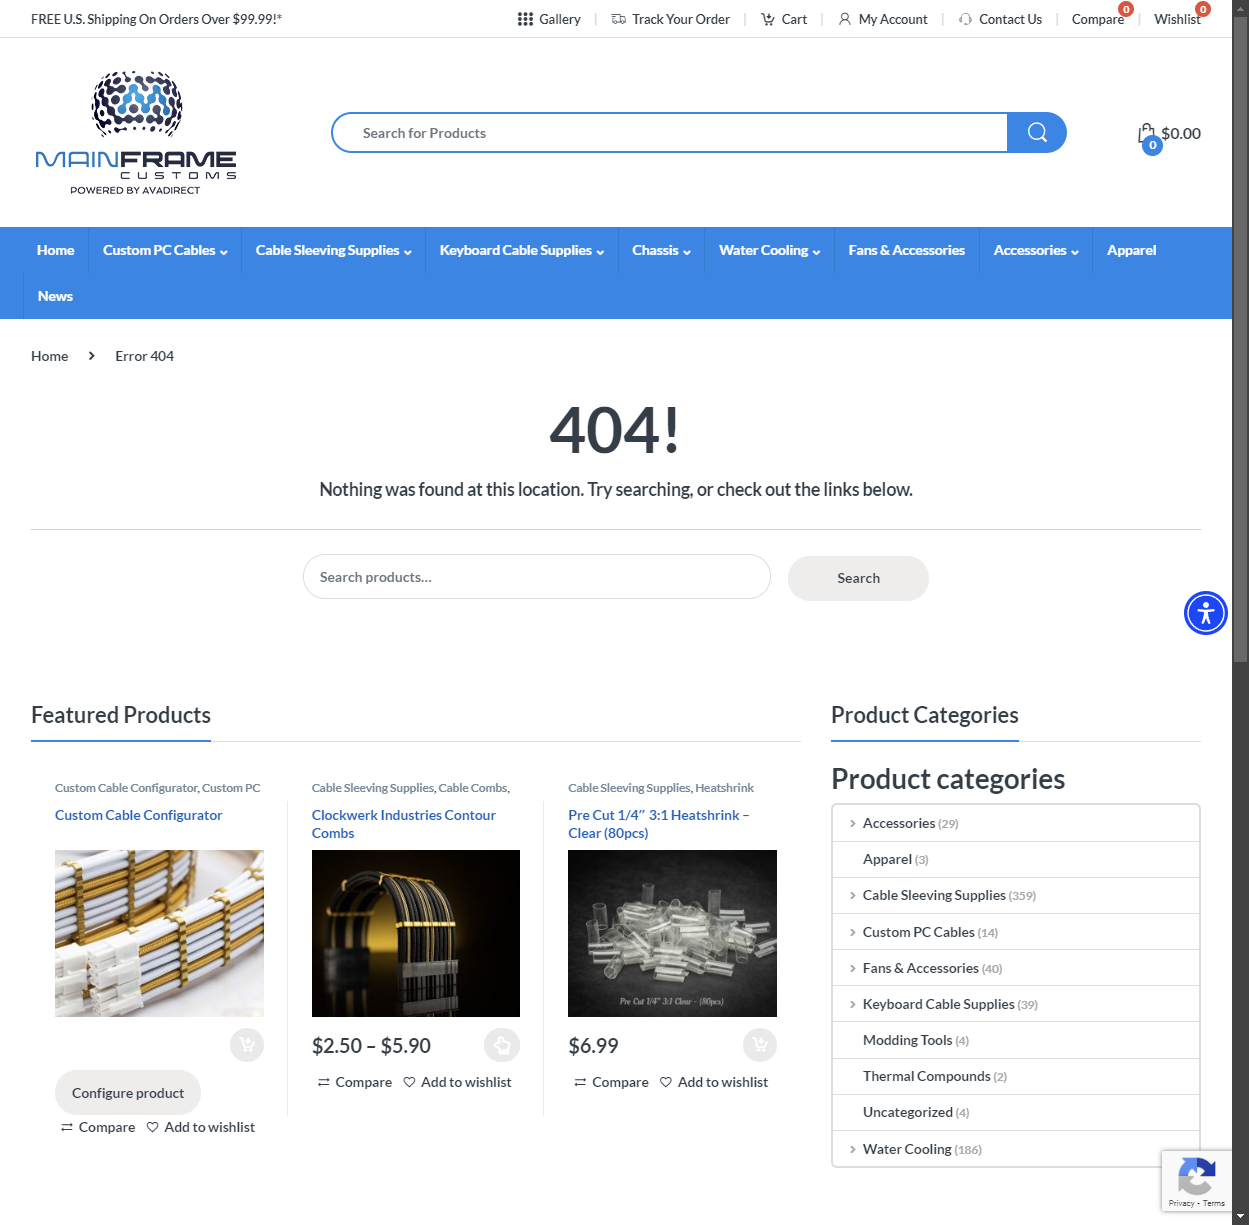 FREE U.S. Shipping On Orders Over $99.99!*
Gallery
Track Your Order
Cart
My Account
Contact Us
Compare
0
Wishlist
0
MAINFRAME
CUSTOMS
POWERED BY AVADIRECT
Search for Products
0
$0.00
Home
Custom PC Cables
Cable Sleeving Supplies
Keyboard Cable Supplies
Chassis
Water Cooling
Fans & Accessories
Accessories
Apparel
News
Home
Error 404
404!
Nothing was found at this location. Try searching, or check out the links below.
Search products...
Search
Featured Products
Custom Cable Configurator, Custom PC
Custom Cable Configurator
Configure product
Compare
Add to wishlist
Cable Sleeving Supplies, Cable Combs,
Clockwerk Industries Contour
Combs
$2.50 – $5.90
Compare
Add to wishlist
Cable Sleeving Supplies, Heatshrink
Pre Cut 1/4″ 3:1 Heatshrink –
Clear (80pcs)
Pre Cut 1/4" 3:1 Clear - (80pcs)
$6.99
Compare
Add to wishlist
Product Categories
Product categories
Accessories (29)
Apparel (3)
Cable Sleeving Supplies (359)
Custom PC Cables (14)
Fans & Accessories (40)
Keyboard Cable Supplies (39)
Modding Tools (4)
Thermal Compounds (2)
Uncategorized (4)
Water Cooling (186)
Privacy - Terms